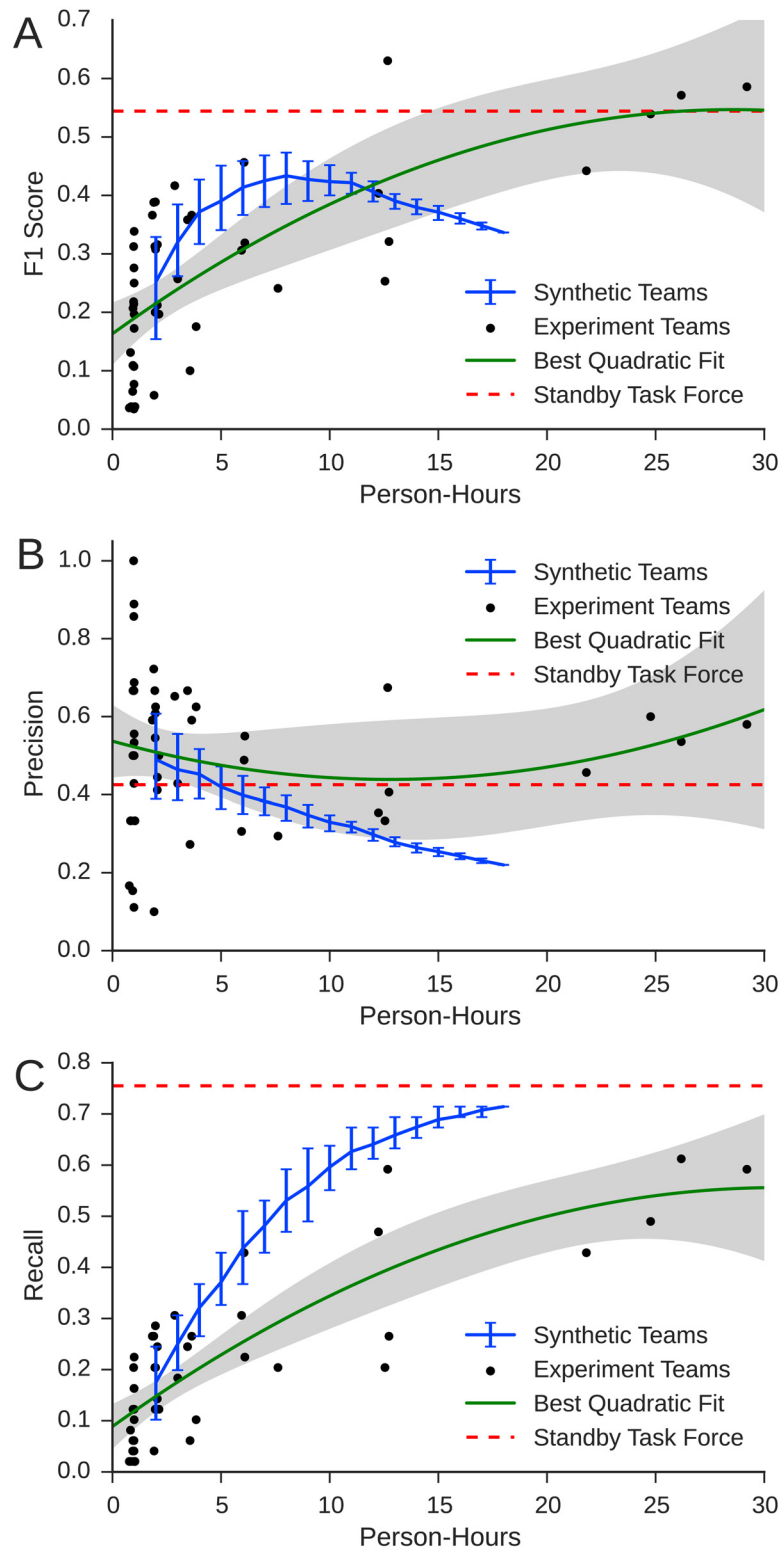 A
0.7
0.6
0.5
0.4
0.3
0.2
0.1
0.0
F1 Score
Synthetic Teams
Experiment Teams
Best Quadratic Fit
Standby Task Force
0 5 10 15 20 25 30
Person-Hours
B
1.0
0.8
0.6
0.4
0.2
0.0
Precision
Synthetic Teams
Experiment Teams
Best Quadratic Fit
Standby Task Force
0 5 10 15 20 25 30
Person-Hours
C
0.8
0.7
0.6
0.5
0.4
0.3
0.2
0.1
0.0
Recall
Synthetic Teams
Experiment Teams
Best Quadratic Fit
Standby Task Force
0 5 10 15 20 25 30
Person-Hours